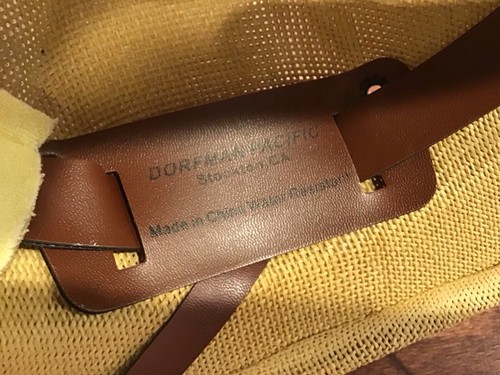 DORFMAN PACIFIC
Stockton, CA
Made in China Water Resistant